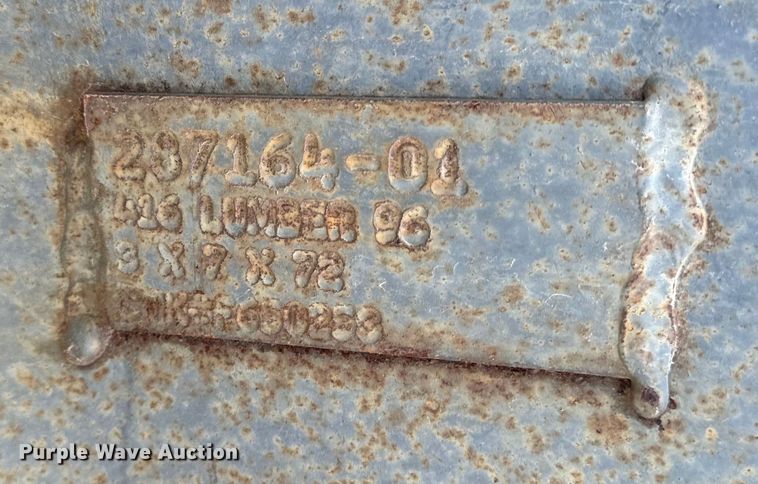 237164-01
416 LUMBER 96
3 X 7 X 72
Purple Wave Auction